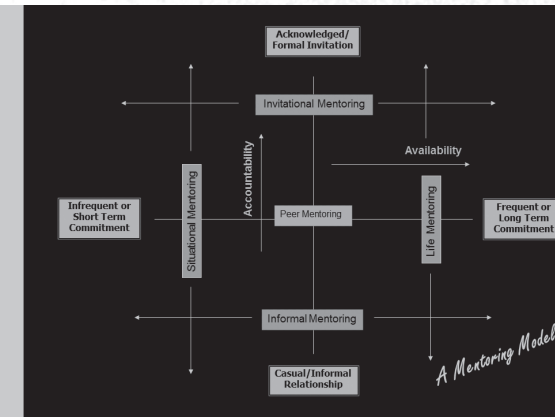 Acknowledged/
Formal Invitation
Invitational Mentoring
Availability
Accountability
Situational Mentoring
Infrequent or
Short Term
Commitment
Peer Mentoring
Life Mentoring
Frequent or
Long Term
Commitment
Informal Mentoring
Casual/Informal
Relationship
A Mentoring Model